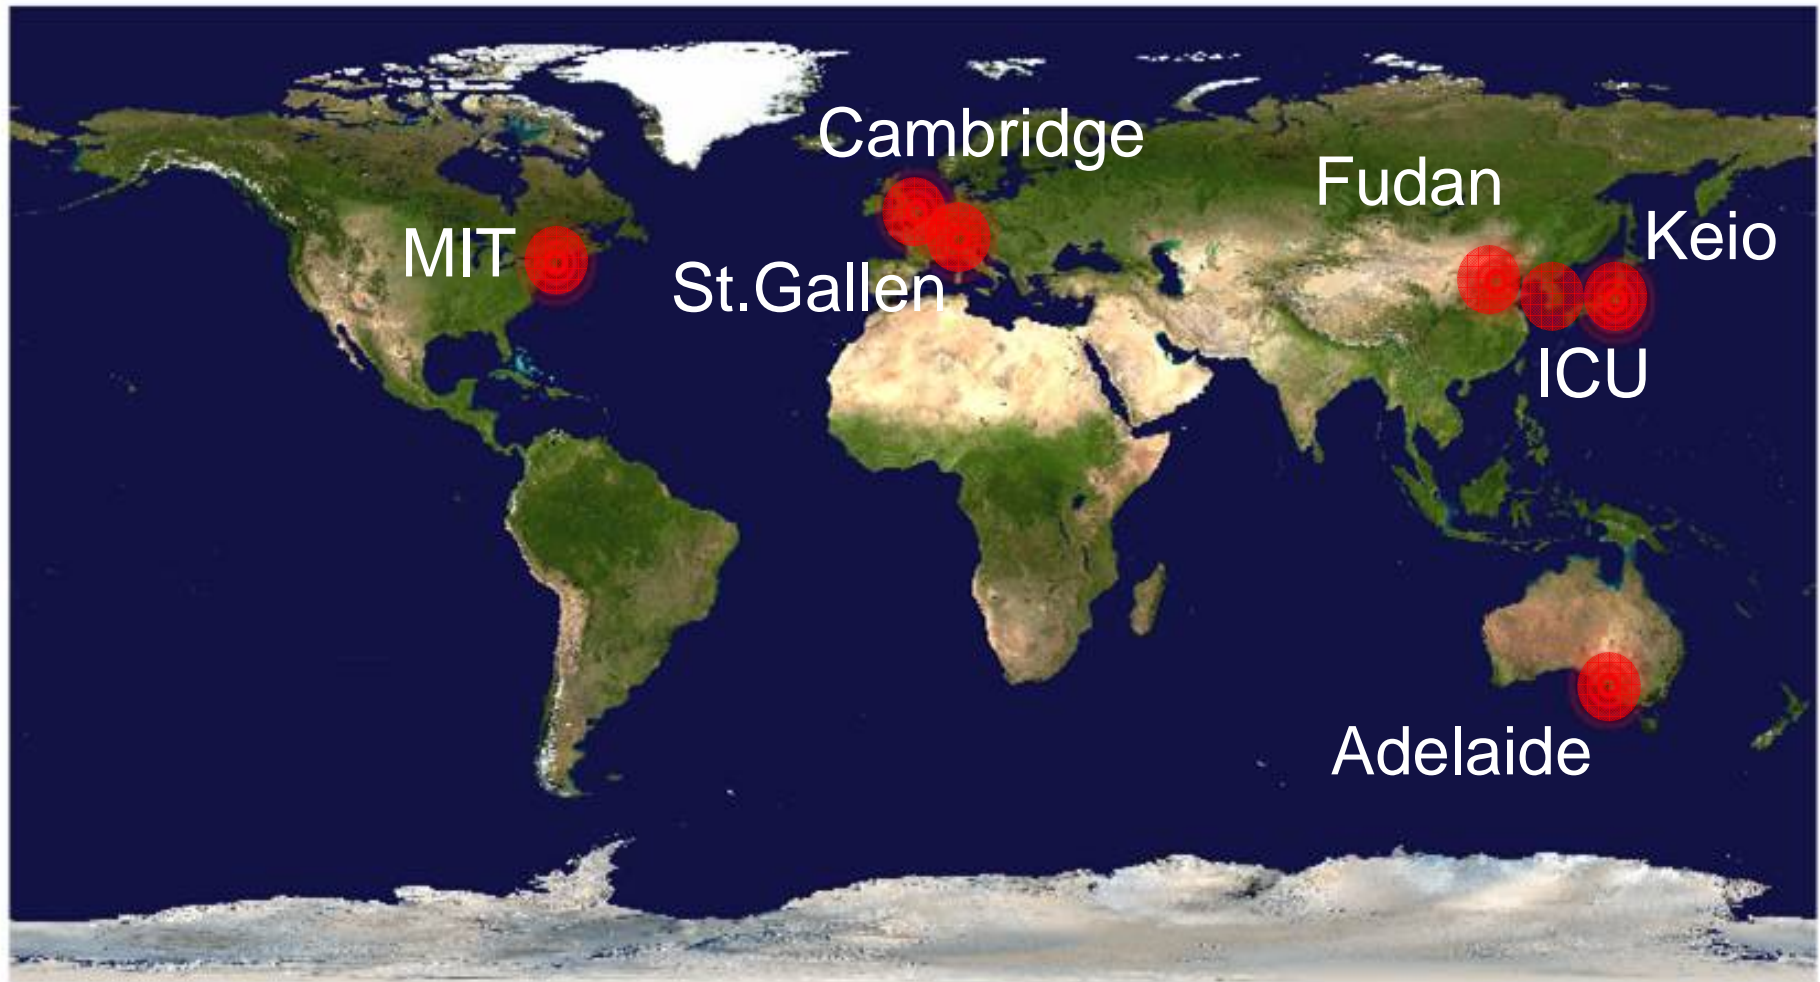 Cambridge
Fudan
Keio
MIT
St.Gallen
ICU
Adelaide